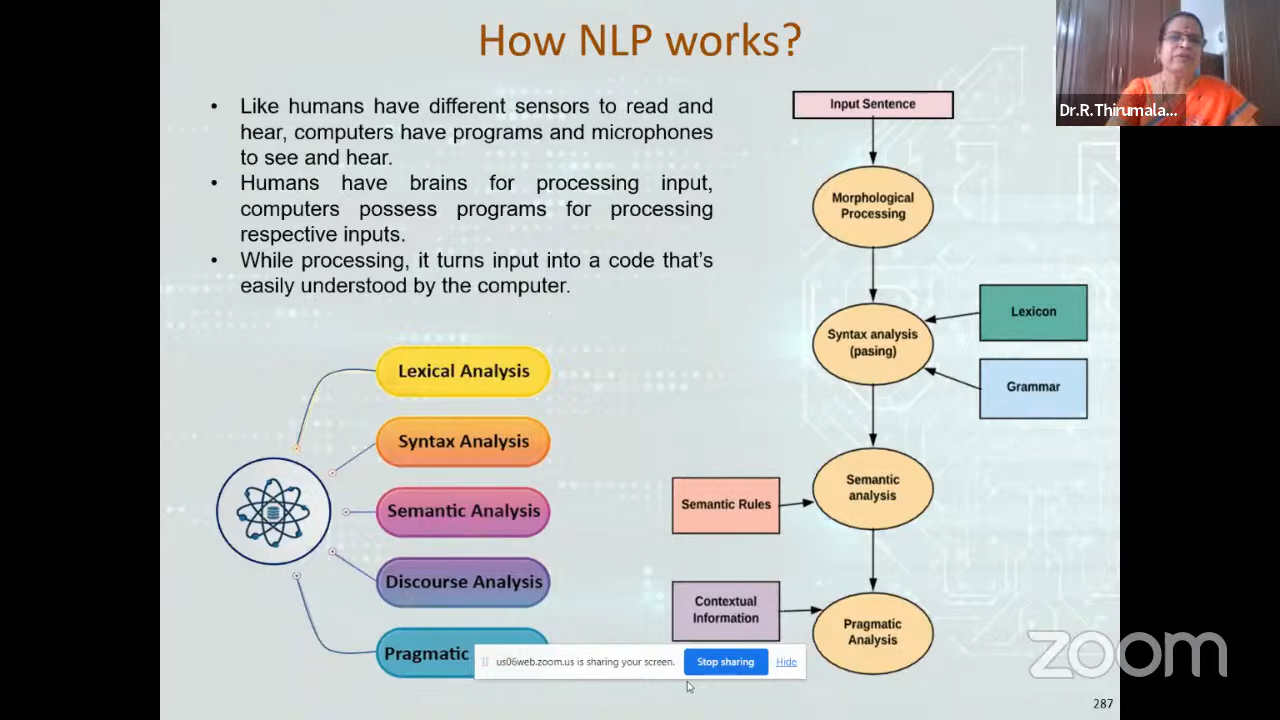 How NLP works?
Dr.R.Thirumala...
• Like humans have different sensors to read and
hear, computers have programs and microphones
to see and hear.
• Humans have brains for processing input,
computers possess programs for processing
respective inputs.
• While processing, it turns input into a code that's
easily understood by the computer.
Lexical Analysis
Syntax Analysis
Semantic Analysis
Discourse Analysis
Pragmatic
Input Sentence
Morphological
Processing
Syntax analysis
(pasing)
Lexicon
Grammar
Semantic
analysis
Semantic Rules
Contextual
Information
Pragmatic
Analysis
us06web.zoom.us is sharing your screen.
Stop sharing
Hide
zoom
287